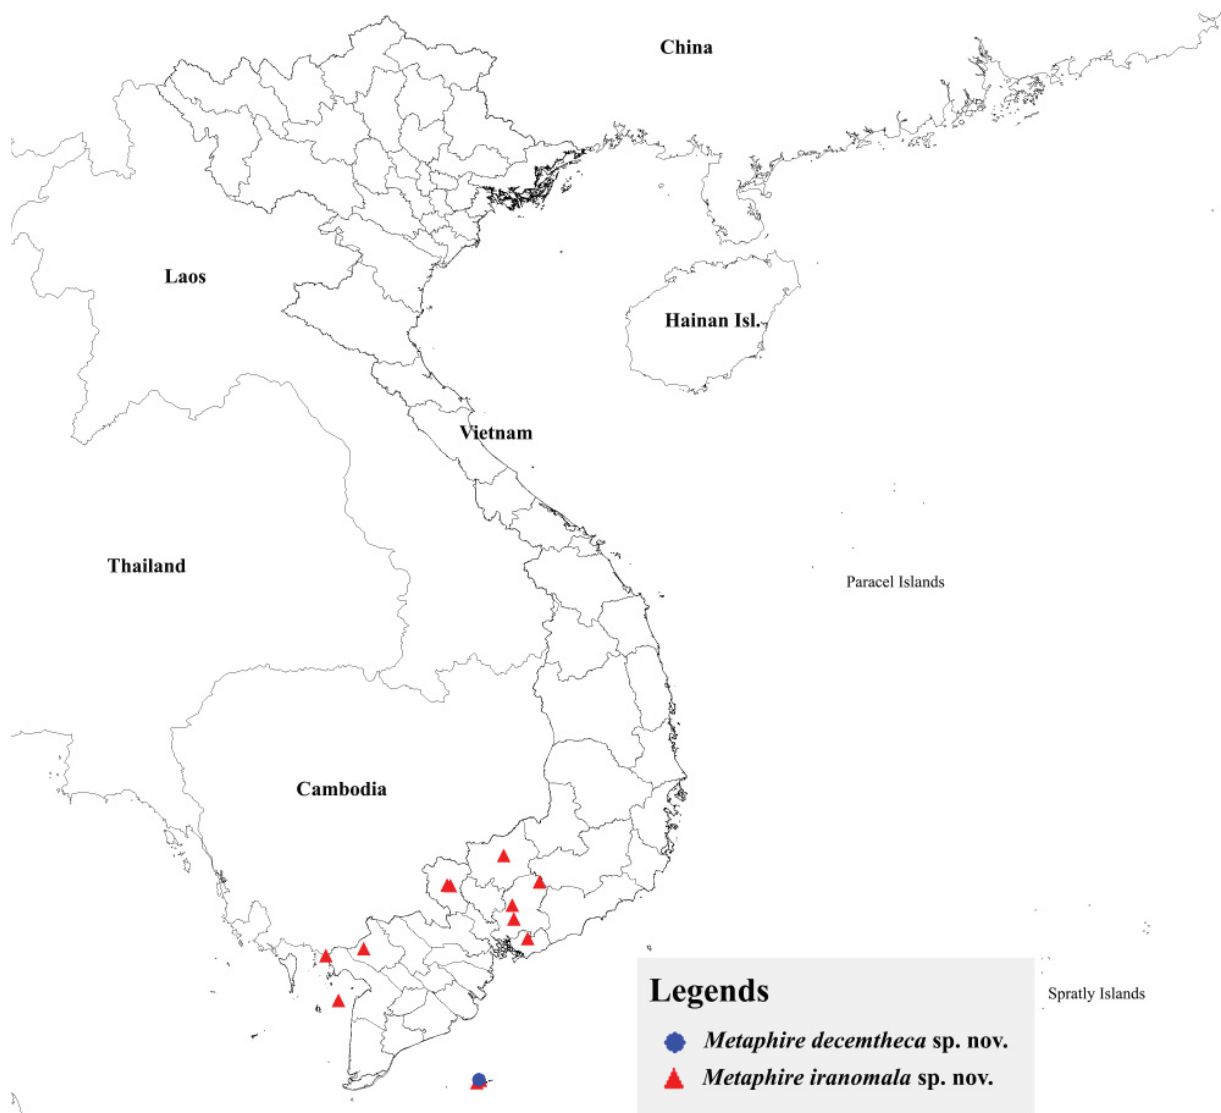 China
Laos
Hainan Isl.
Vietnam
Thailand
Paracel Islands
Cambodia
Legends
Spratly Islands
Metaphire decemtheca sp. nov.
Metaphire iranomala sp. nov.